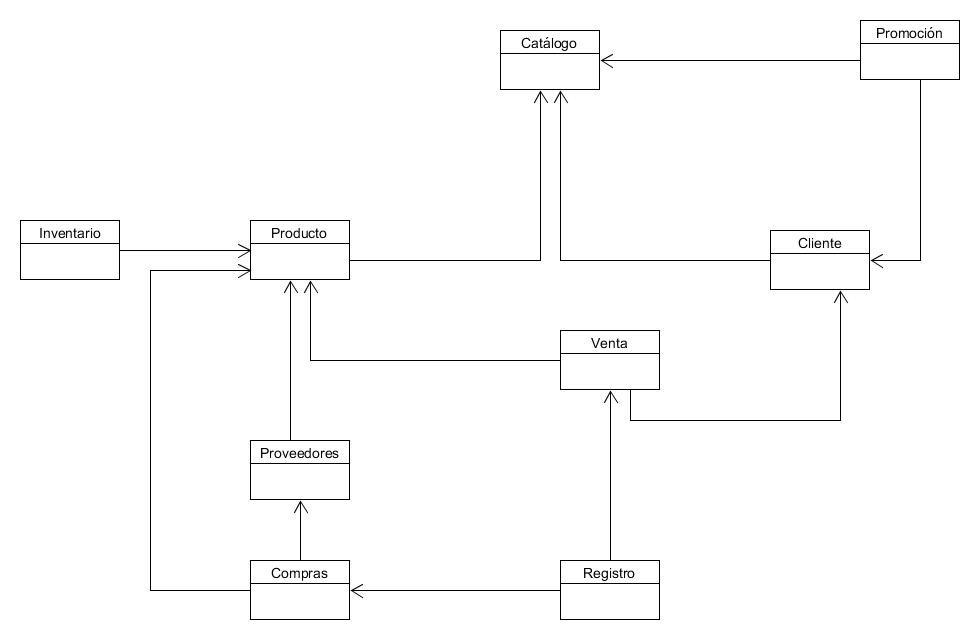 Promoción
Catálogo
Inventario
Producto
Cliente
Venta
Proveedores
Compras
Registro